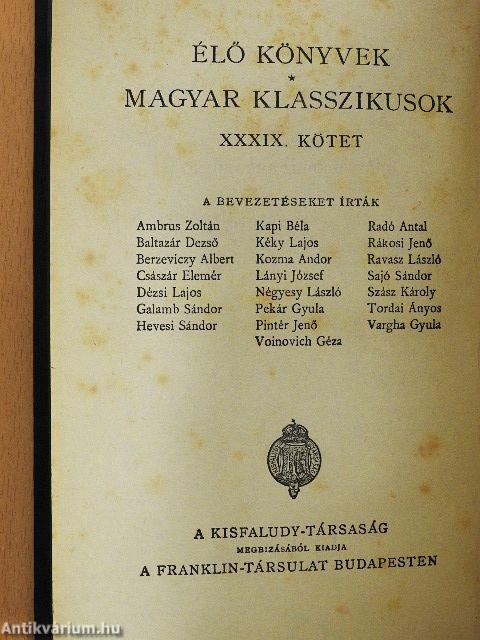 ÉLŐ KÖNYVEK
*
MAGYAR KLASSZIKUSOK
XXXIX. KÖTET
A BEVEZETÉSEKET ÍRTÁK
Ambrus Zoltán
Baltazár Dezső
Berzeviczy Albert
Császár Elemér
Dézsi Lajos
Galamb Sándor
Hevesi Sándor
Kapi Béla
Kéky Lajos
Kozma Andor
Lányi József
Négyesy László
Pekár Gyula
Pintér Jenő
Voinovich Géza
Radó Antal
Rákosi Jenő
Ravasz László
Sajó Sándor
Szász Károly
Tordai Ányos
Vargha Gyula
A KISFALUDY-TÁRSASÁG
MEGBIZÁSÁBÓL KIADJA
A FRANKLIN-TÁRSULAT BUDAPESTEN
Antikvárium.hu